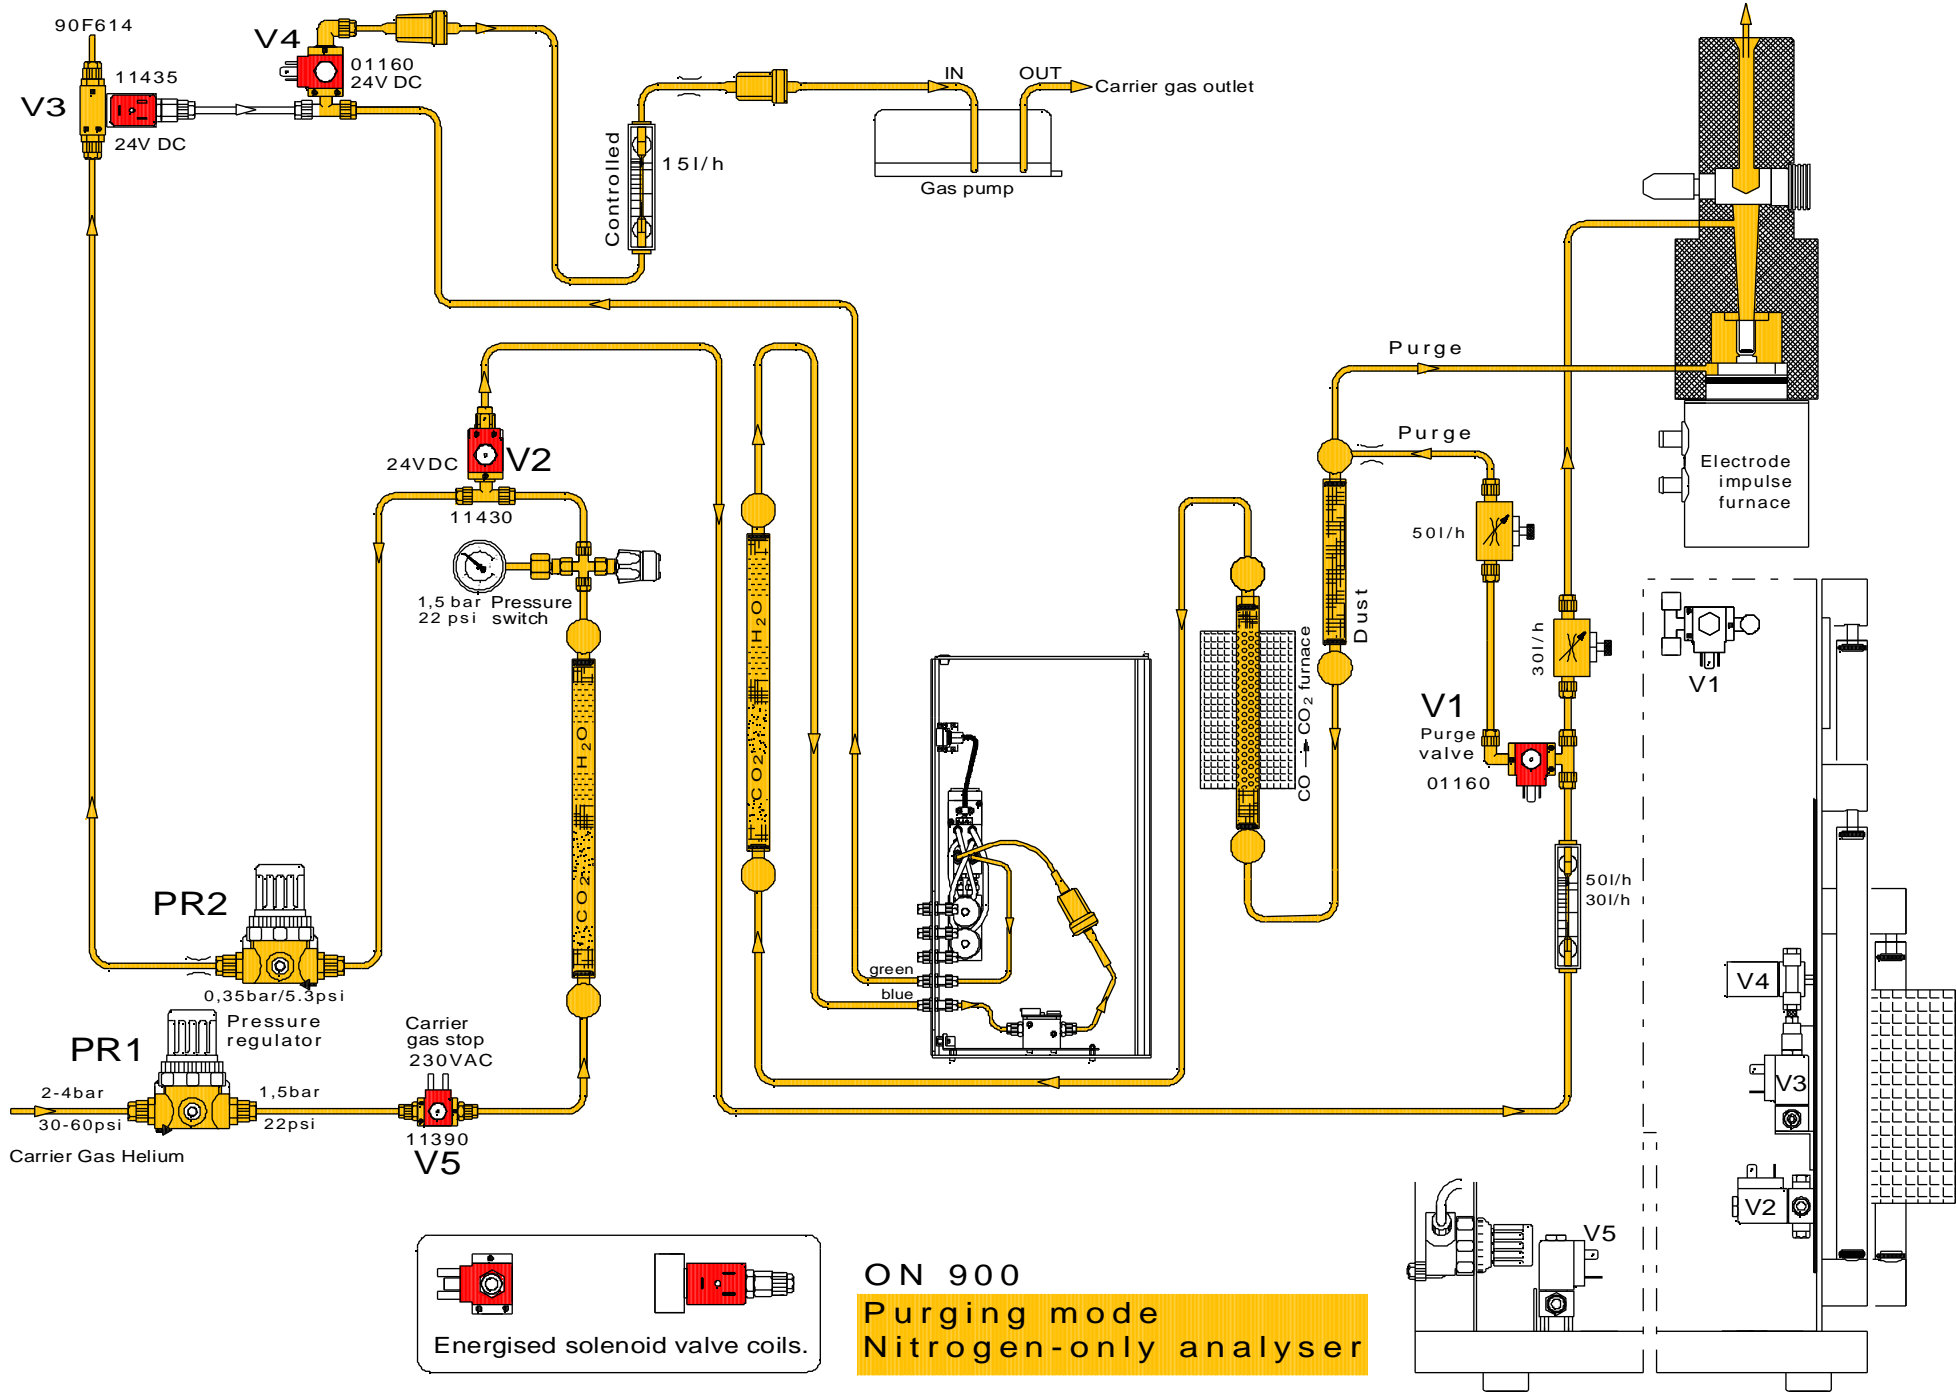 90F614
V4
11435
01160
24V DC
V3
24V DC
IN
OUT
Carrier gas outlet
Controlled
15l/h
Gas pump
Purge
Purge
24VDC
V2
11430
Electrode
impulse
furnace
50l/h
1,5 bar Pressure
22 psi switch
H2O
CO2
H2O
CO2
Dust
CO → CO2 furnace
30l/h
V1
V1
Purge
valve
01160
50l/h
30l/h
PR2
0,35bar/5.3psi
Pressure
regulator
green
blue
PR1
Carrier
gas stop
230VAC
2-4bar
30-60psi
1,5bar
22psi
11390
V5
Carrier Gas Helium
V4
V3
V2
V5
Energised solenoid valve coils.
ON 900
Purging mode
Nitrogen-only analyser